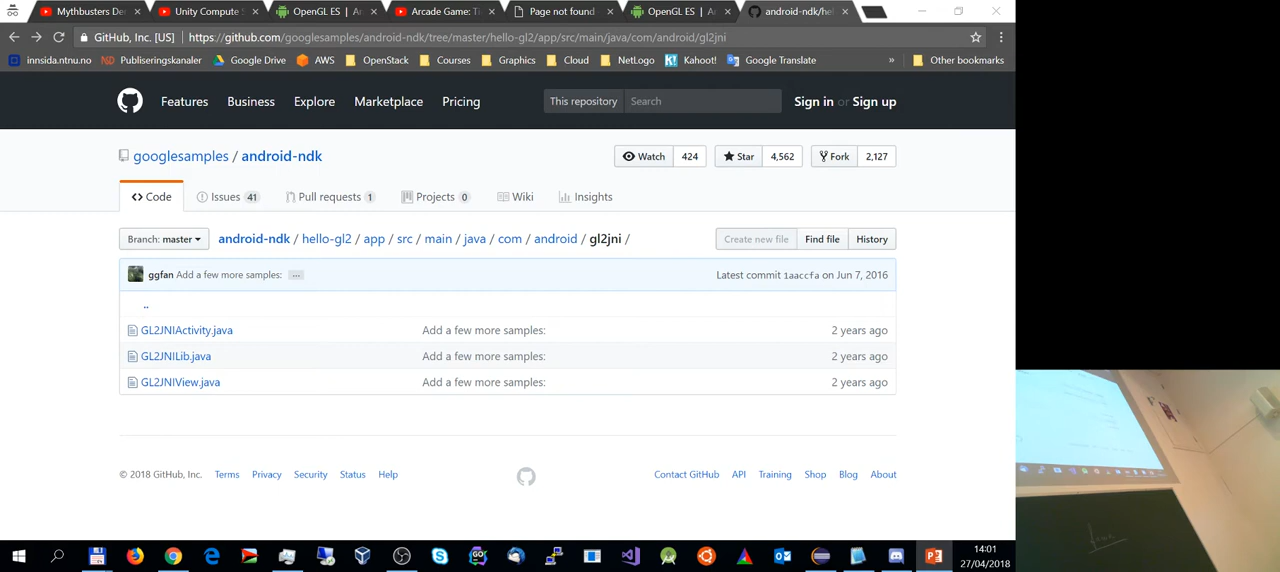 Mythbusters De
Unity Compute S
OpenGL ES | A
Arcade Game: T
Page not found
OpenGL ES | A
android-ndk/hel
GitHub, Inc. [US] https://github.com/googlesamples/android-ndk/tree/master/hello-gl2/app/src/main/java/com/android/gl2jni
innsida.ntnu.no Publiseringskanaler Google Drive AWS OpenStack Courses Graphics Cloud NetLogo Kahoot! Google Translate » Other bookmarks
Features Business Explore Marketplace Pricing This repository Search Sign in or Sign up
googlesamples / android-ndk Watch 424 Star 4,562 Fork 2,127
Code Issues 41 Pull requests 1 Projects 0 Wiki Insights
Branch: master android-ndk / hello-gl2 / app / src / main / java / com / android / gl2jni / Create new file Find file History
ggfan Add a few more samples: ... Latest commit 1aaccfa on Jun 7, 2016
..
GL2JNIActivity.java Add a few more samples: 2 years ago
GL2JNILib.java Add a few more samples: 2 years ago
GL2JNIView.java Add a few more samples: 2 years ago
© 2018 GitHub, Inc. Terms Privacy Security Status Help Contact GitHub API Training Shop Blog About
14:01
27/04/2018